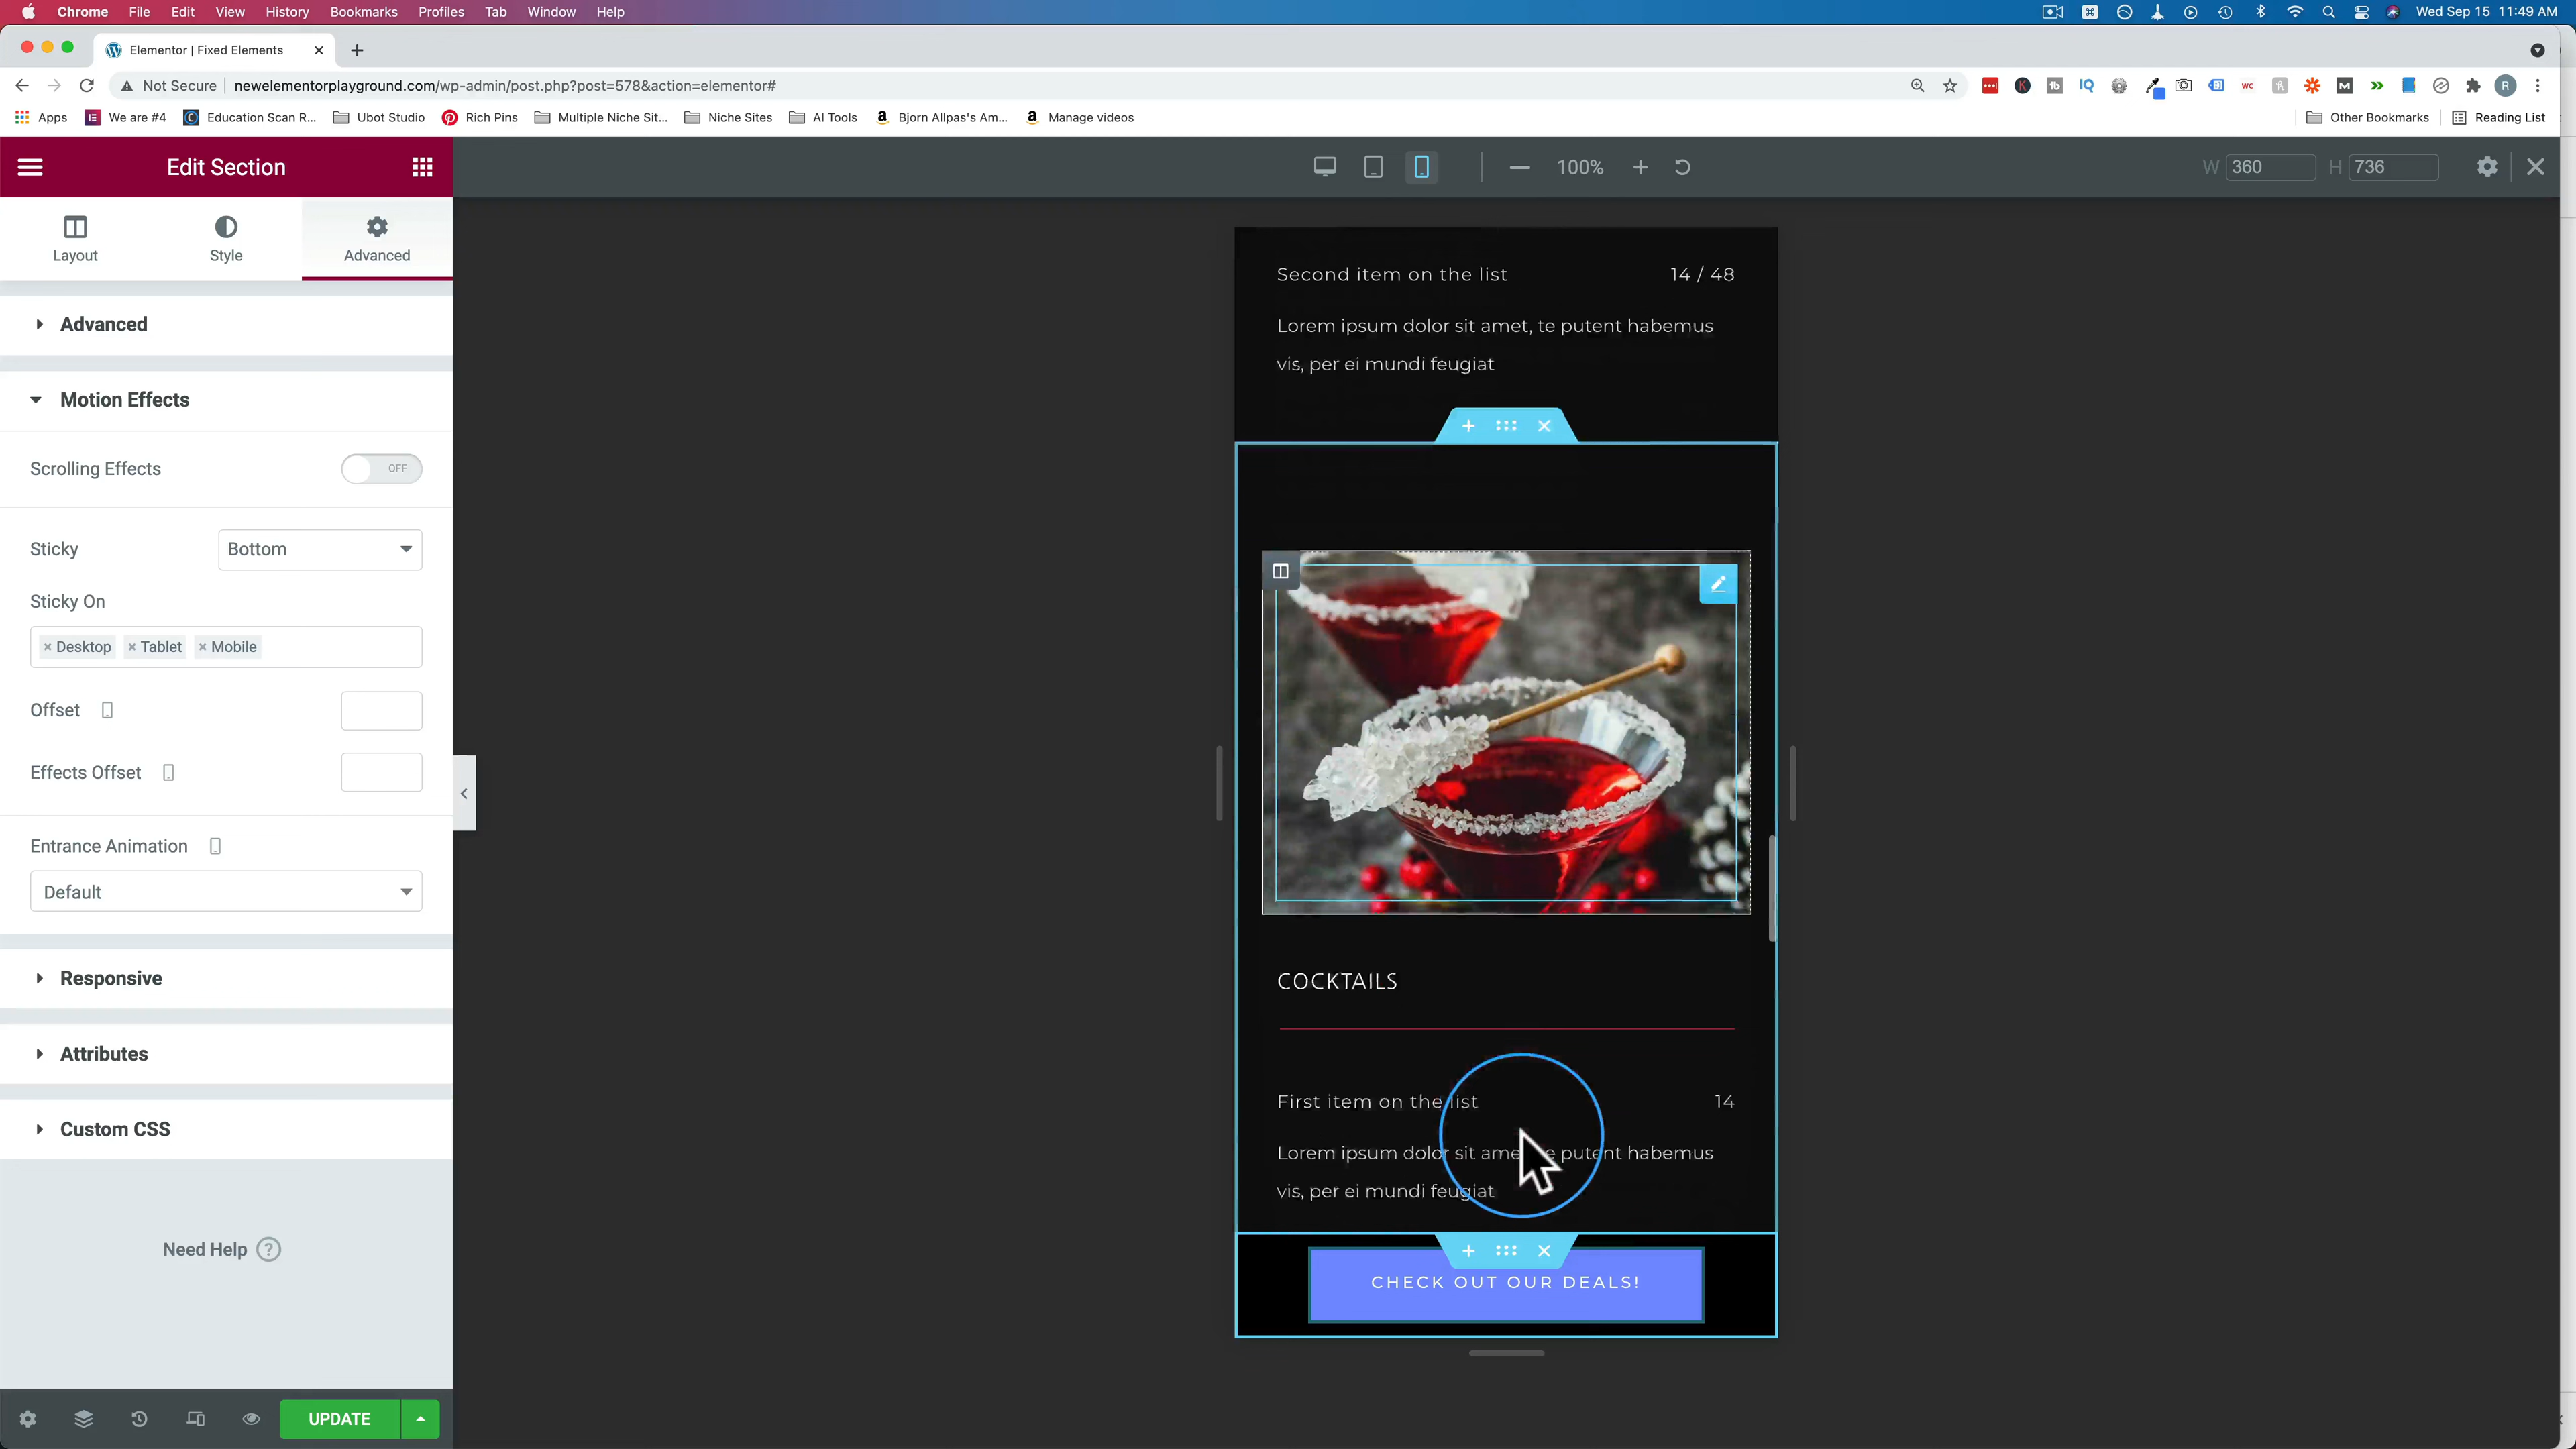 Chrome File Edit View History Bookmarks Profiles Tab Window Help Wed Sep 15 11:49 AM
Elementor | Fixed Elements
Not Secure newelementorplayground.com/wp-admin/post.php?post=578&action=elementor#
Apps We are #4 Education Scan R... Ubot Studio Rich Pins Multiple Niche Sit... Niche Sites AI Tools Bjorn Allpas's Am... Manage videos Other Bookmarks Reading List
Edit Section
100%
W 360 H 736
Layout Style Advanced
Advanced
Motion Effects
Scrolling Effects OFF
Sticky Bottom
Sticky On
× Desktop × Tablet × Mobile
Offset
Effects Offset
Entrance Animation
Default
Responsive
Attributes
Custom CSS
Need Help ?
UPDATE
Second item on the list 14 / 48
Lorem ipsum dolor sit amet, te putent habemus
vis, per ei mundi feugiat
COCKTAILS
First item on the list 14
Lorem ipsum dolor sit putent habemus
vis, per ei mundi feugiat
CHECK OUT OUR DEALS!